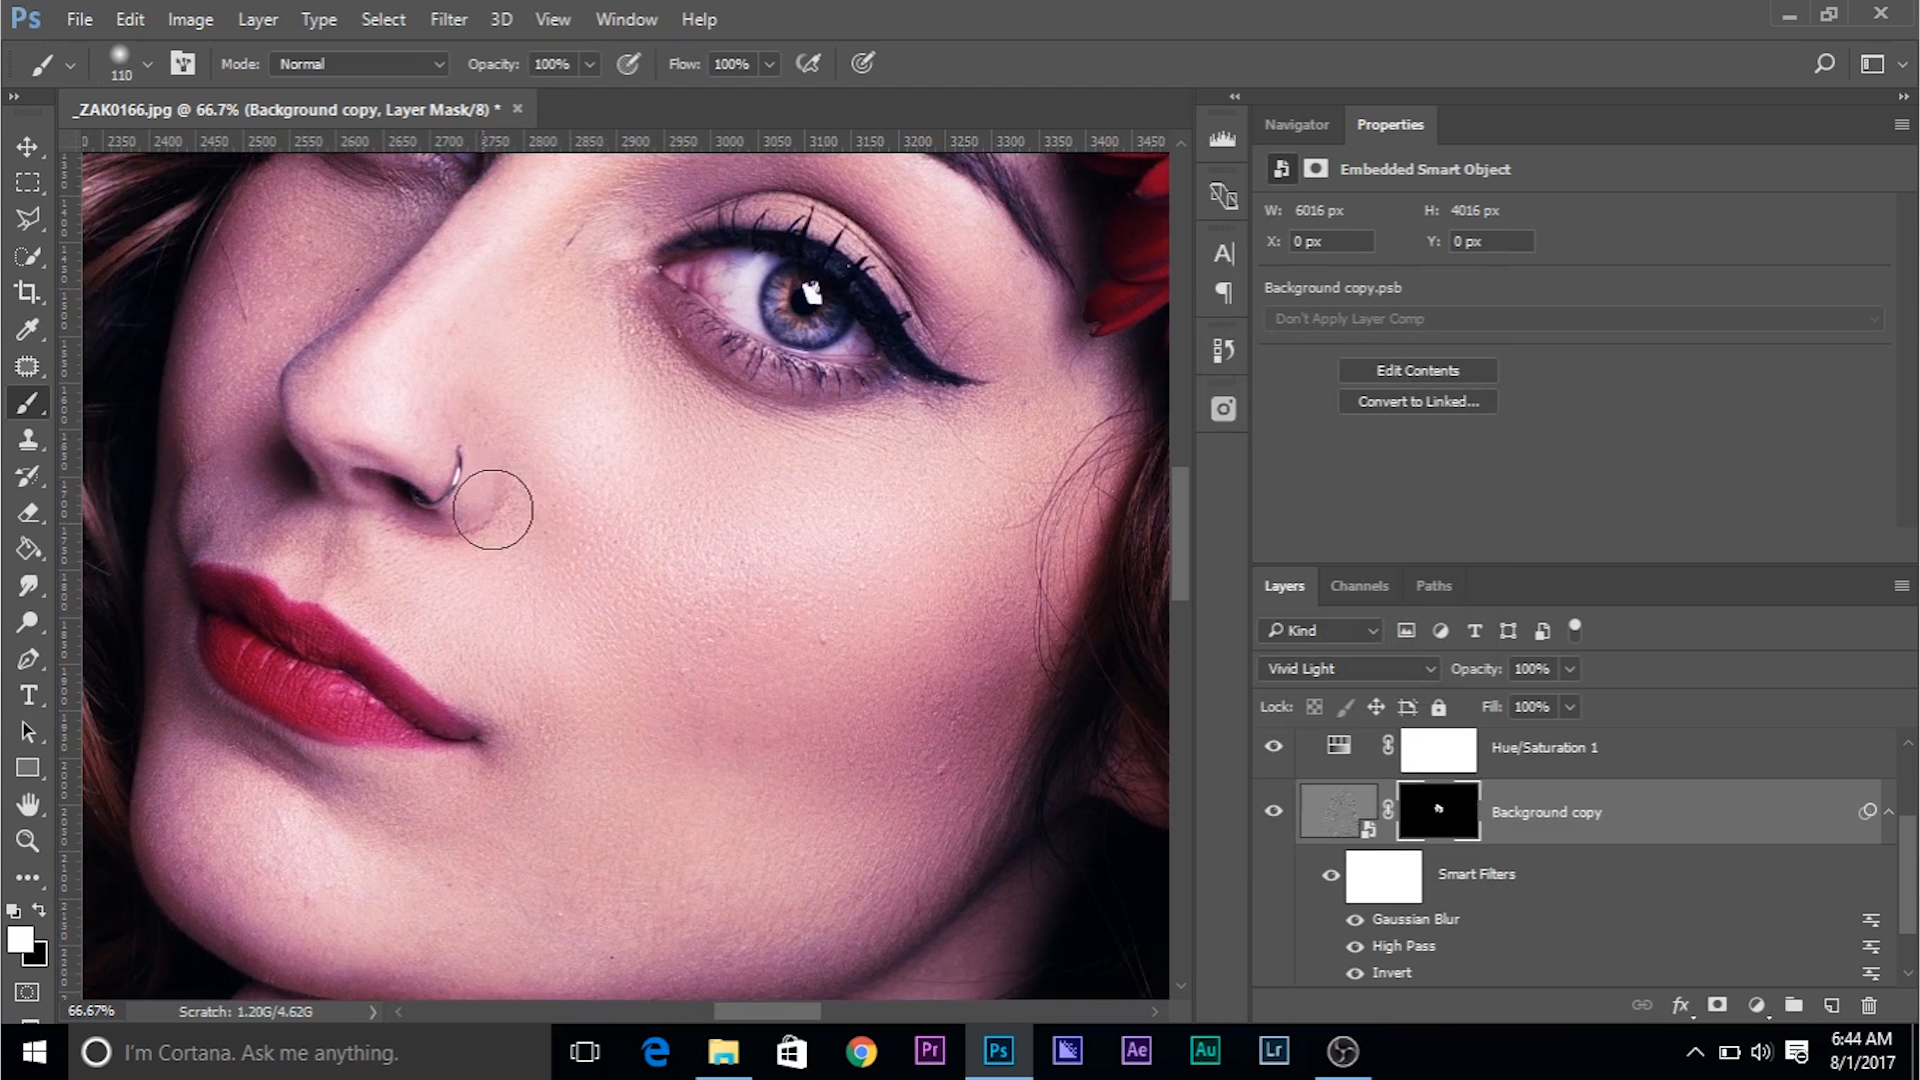 Ps File Edit Image Layer Type Select Filter 3D View Window Help
110 Mode: Normal Opacity: 100% Flow: 100%
_ZAK0166.jpg @ 66.7% (Background copy, Layer Mask/8) *
2350 2400 2450 2500 2550 2600 2650 2700 2750 2800 2850 2900 2950 3000 3050 3100 3150 3200 3250 3300 3350 3400 3450
Navigator Properties
Embedded Smart Object
W: 6016 px H: 4016 px
X: 0 px Y: 0 px
Background copy.psb
Don't Apply Layer Comp
Edit Contents
Convert to Linked...
Layers Channels Paths
Kind
Vivid Light Opacity: 100%
Lock: Fill: 100%
Hue/Saturation 1
Background copy
Smart Filters
Gaussian Blur
High Pass
Invert
66.67% Scratch: 1.20G/4.62G
I'm Cortana. Ask me anything.
Pr Ps Ae Au Lr
6:44 AM
8/1/2017